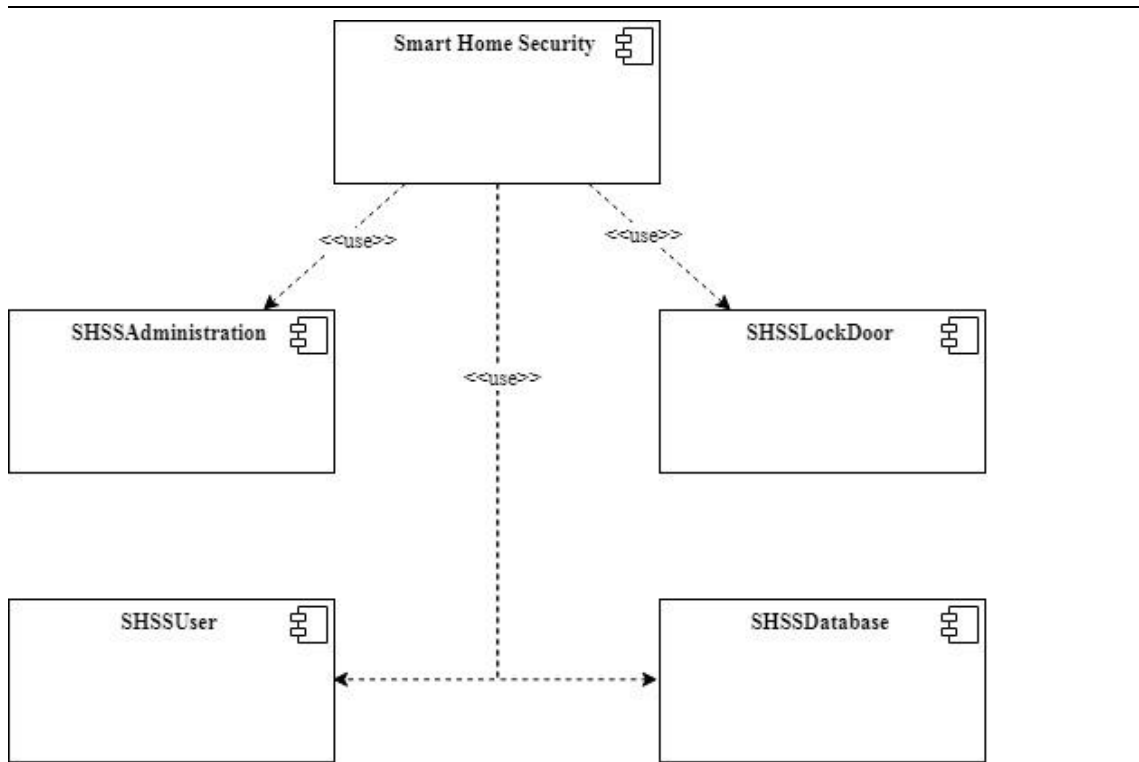 Smart Home Security
<<use>>
<<use>>
SHSSAdministration
SHSSLockDoor
<<use>>
SHSSUser
SHSSDatabase